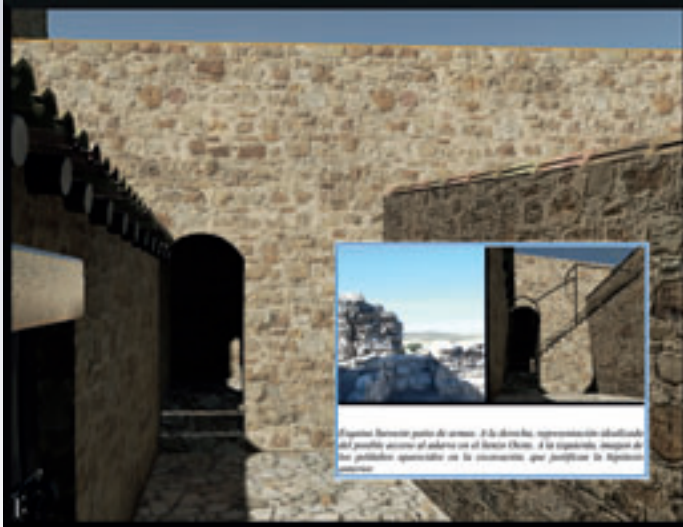 Esquina Suroeste patio de armas. A la derecha, representación idealizada
del posible acceso al adarve en el lienzo Oeste. A la izquierda, imagen de
los peldaños aparecidos en la excavación que justifican la hipótesis
anterior